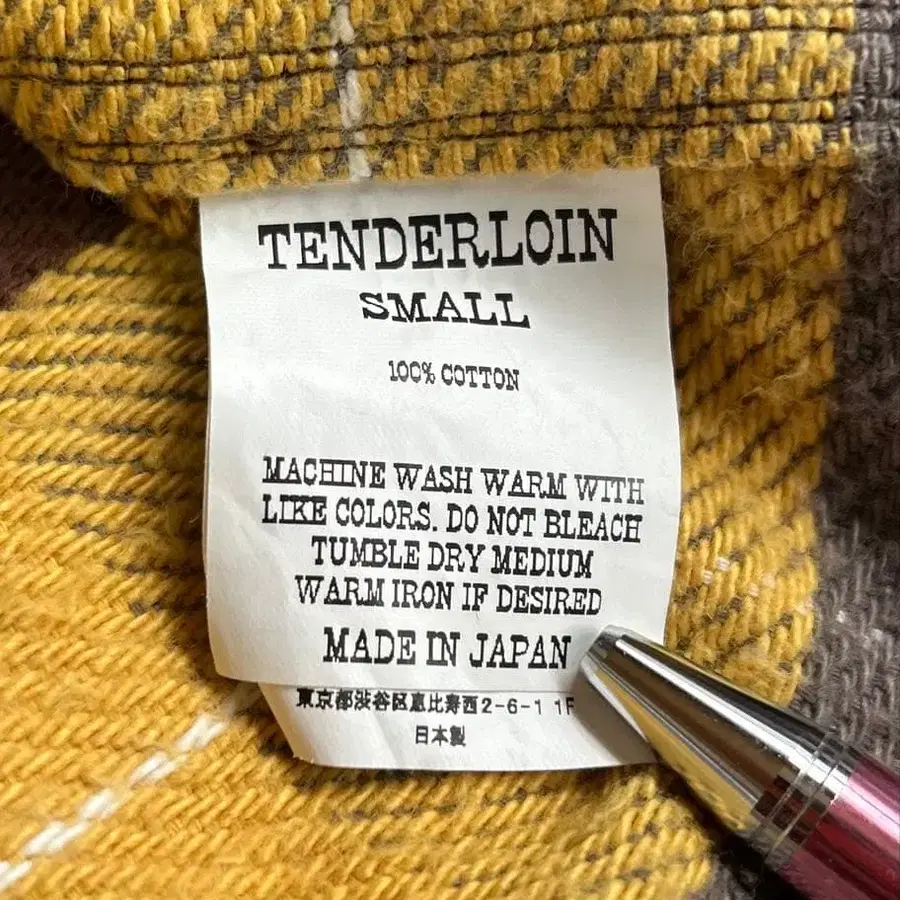 TENDERLOIN
SMALL
100% COTTON
MACHINE WASH WARM WITH
LIKE COLORS. DO NOT BLEACH
TUMBLE DRY MEDIUM
WARM IRON IF DESIRED
MADE IN JAPAN
東京都渋谷区恵比寿西2-6-1 1F
日本製